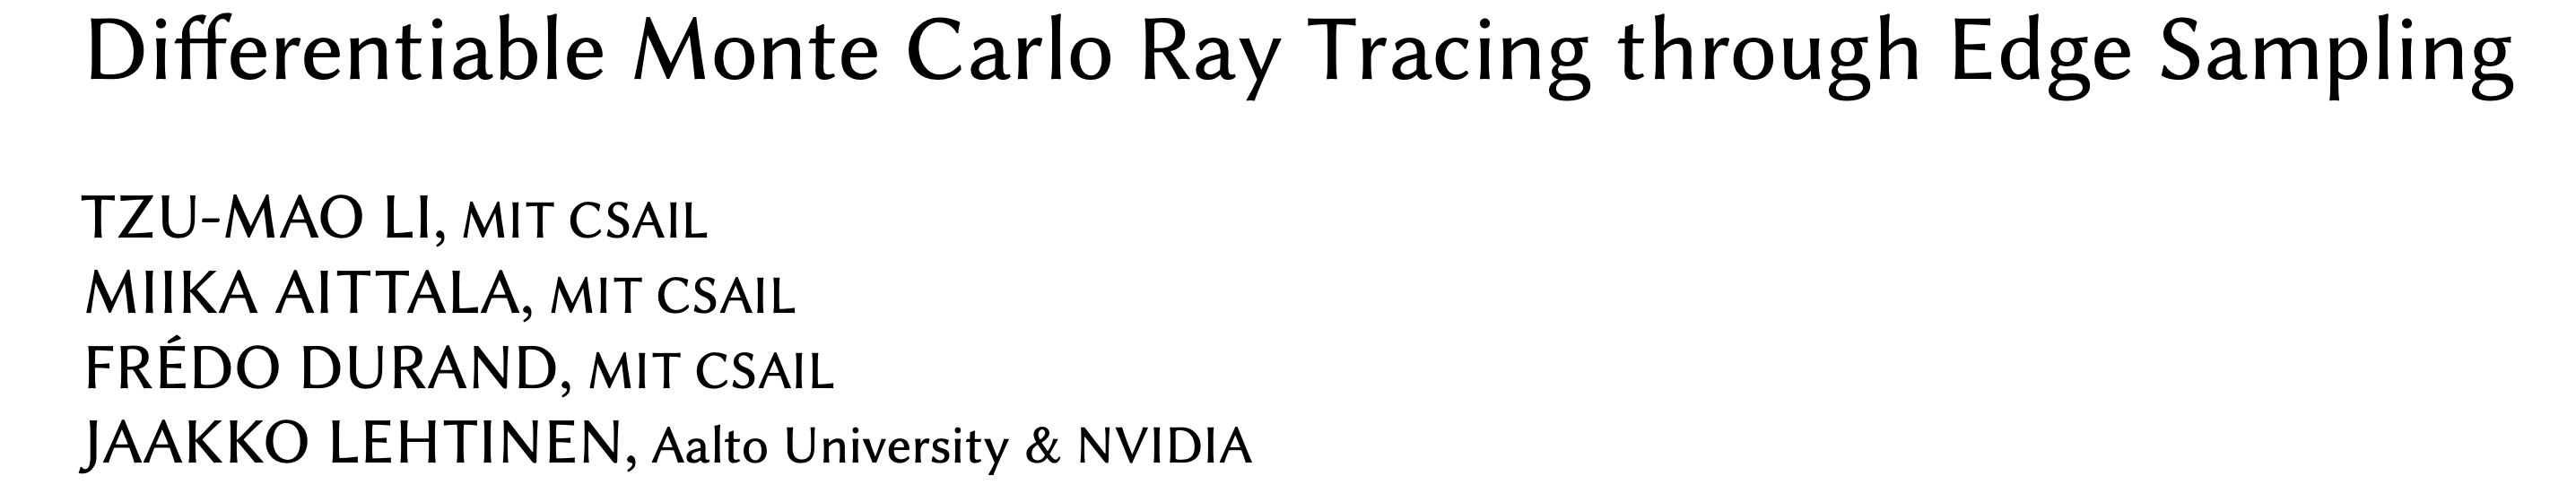 Differentiable Monte Carlo Ray Tracing through Edge Sampling
TZU-MAO LI, MIT CSAIL
MIIKA AITTALA, MIT CSAIL
FRÉDO DURAND, MIT CSAIL
JAAKKO LEHTINEN, Aalto University & NVIDIA